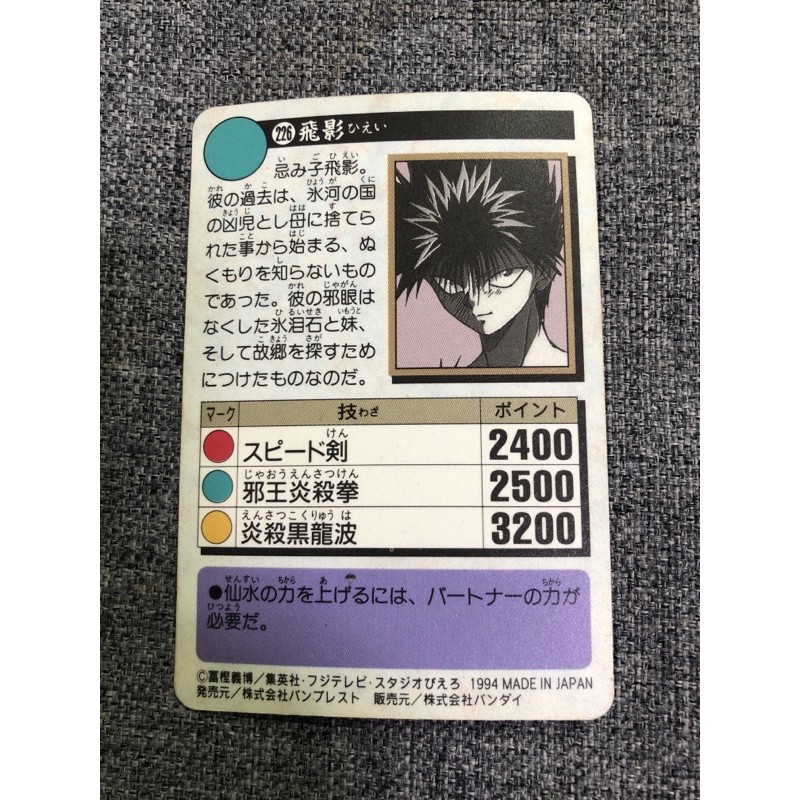 226 飛影 ひえい
忌み子飛影。
彼の過去は、氷河の国
の凶児とし母に捨てら
れた事から始まる、ぬ
くもりを知らないもの
であった。彼の邪眼は
なくした氷泪石と妹、
そして故郷を探すため
につけたものなのだ。
マーク 技わざ ポイント
スピード剣 2400
邪王炎殺拳 2500
炎殺黒龍波 3200
●仙水の力を上げるには、パートナーの力が
必要だ。
©冨樫義博/集英社・フジテレビ・スタジオぴえろ 1994 MADE IN JAPAN
発売元/株式会社バンプレスト 販売元/株式会社バンダイ